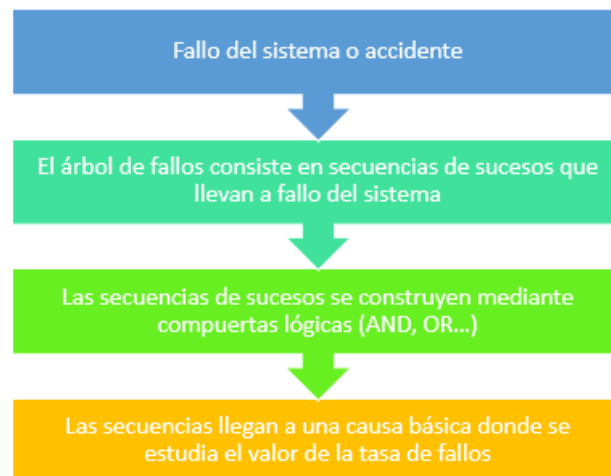 Fallo del sistema o accidente
El árbol de fallos consiste en secuencias de sucesos que
llevan a fallo del sistema
Las secuencias de sucesos se construyen mediante
compuertas lógicas (AND, OR...)
Las secuencias llegan a una causa básica donde se
estudia el valor de la tasa de fallos